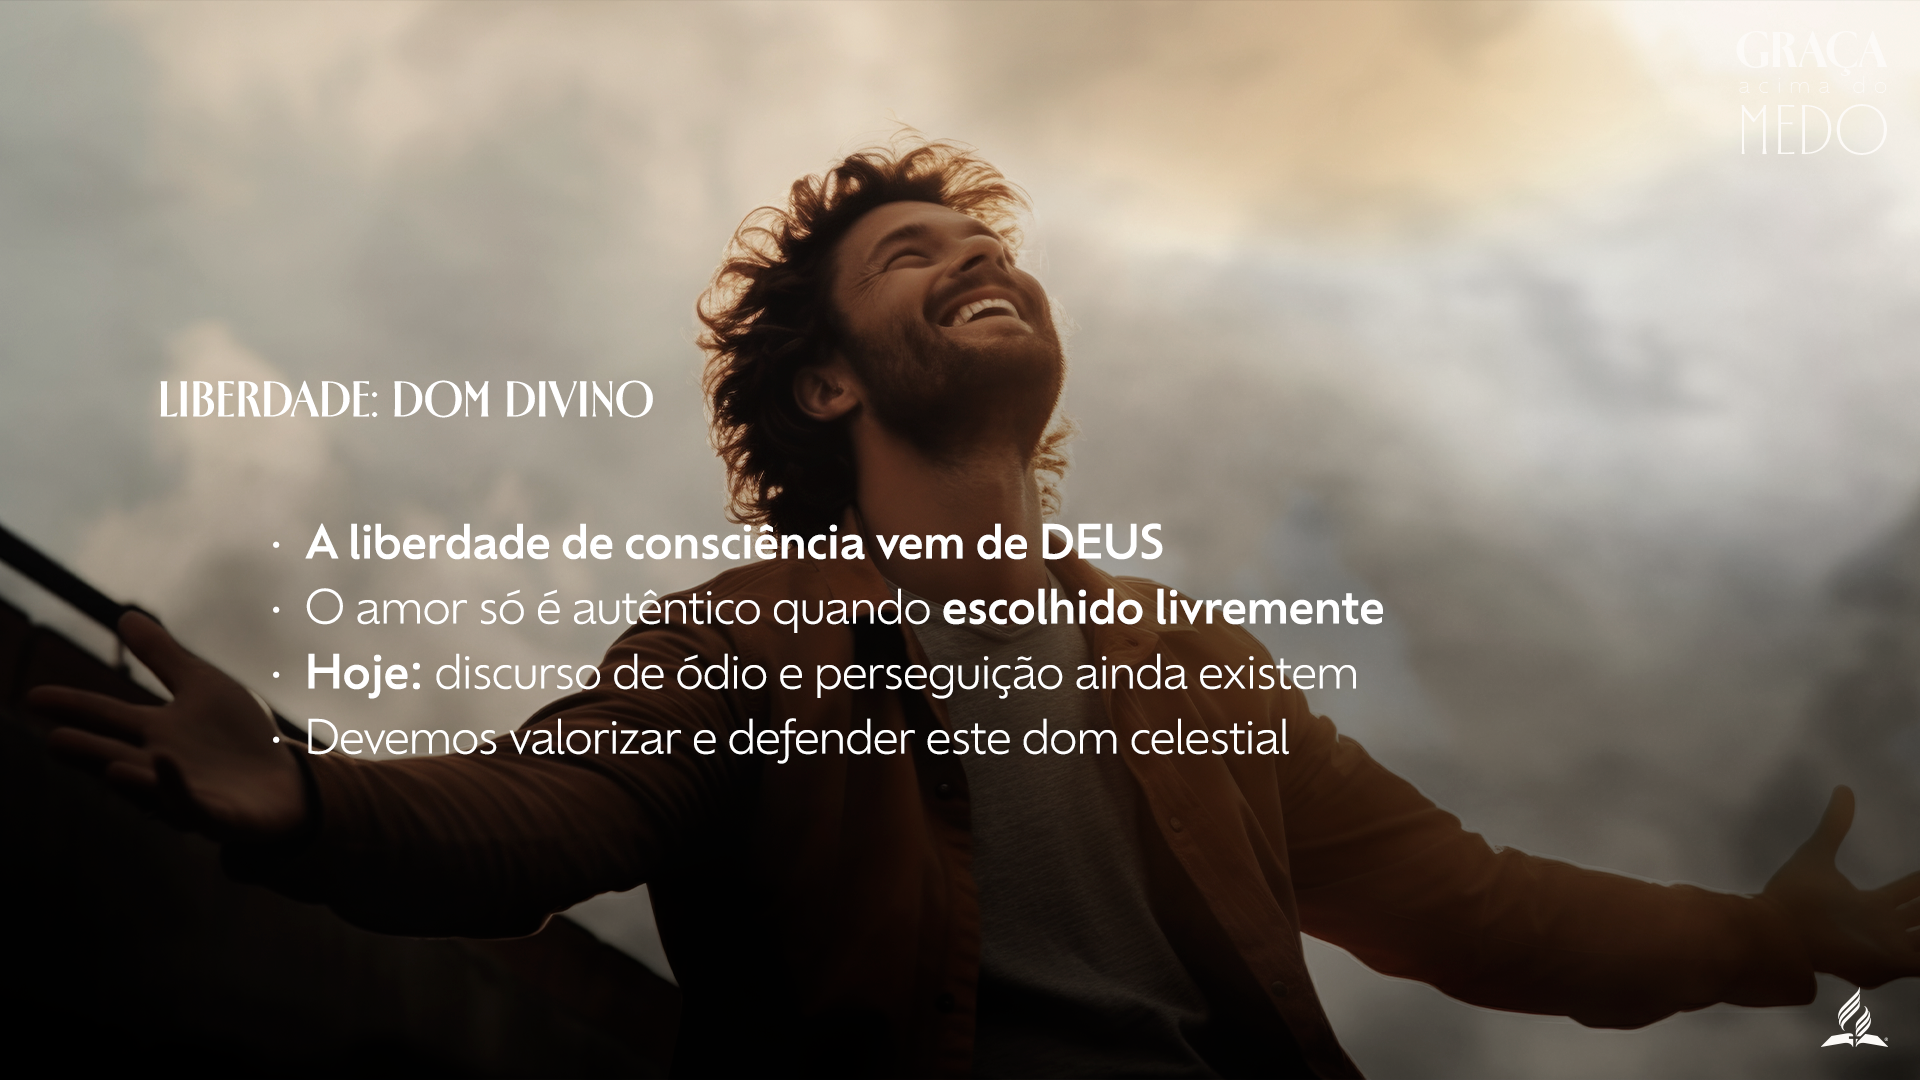 GRAÇA
acima do
MEDO
LIBERDADE: DOM DIVINO
· A liberdade de consciência vem de DEUS
· O amor só é autêntico quando escolhido livremente
· Hoje: discurso de ódio e perseguição ainda existem
· Devemos valorizar e defender este dom celestial